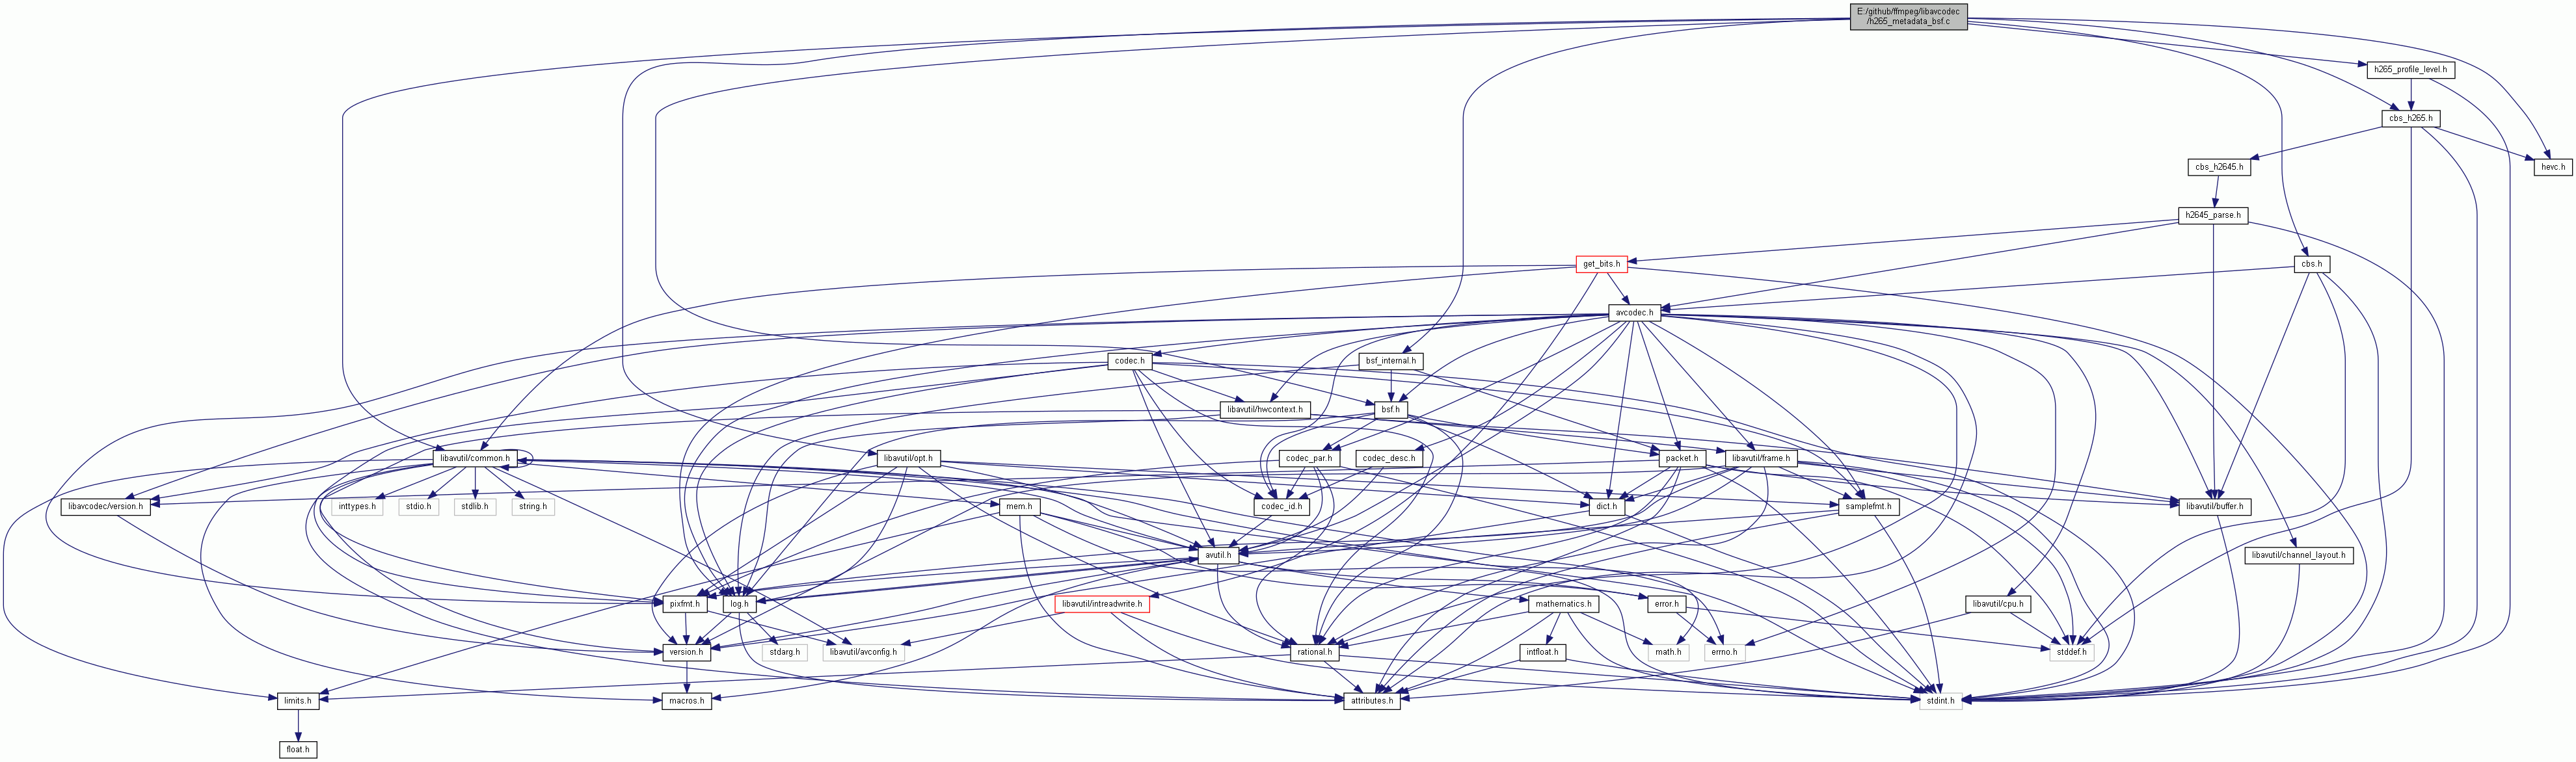 E:/github/ffmpeg/libavcodec
/h265_metadata_bsf.c
h265_profile_level.h
cbs_h265.h
cbs_h2645.h
hevc.h
h2645_parse.h
get_bits.h
cbs.h
avcodec.h
codec.h
bsf_internal.h
libavutil/hwcontext.h
bsf.h
libavutil/common.h
libavutil/opt.h
codec_par.h
codec_desc.h
packet.h
libavutil/frame.h
libavcodec/version.h
inttypes.h
stdio.h
stdlib.h
string.h
mem.h
codec_id.h
dict.h
samplefmt.h
libavutil/buffer.h
avutil.h
libavutil/channel_layout.h
pixfmt.h
log.h
libavutil/intreadwrite.h
mathematics.h
error.h
libavutil/cpu.h
version.h
stdarg.h
libavutil/avconfig.h
rational.h
intfloat.h
math.h
errno.h
stddef.h
limits.h
macros.h
attributes.h
stdint.h
float.h